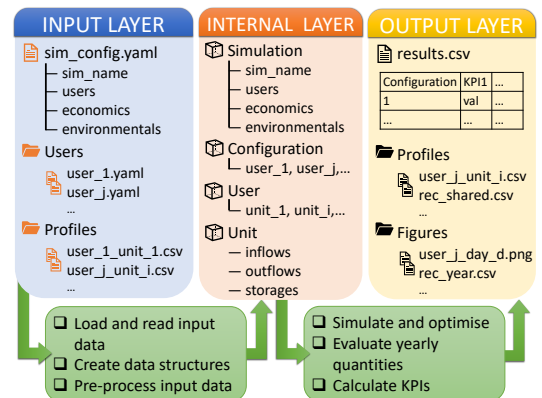 INPUT LAYER
sim_config.yaml
sim_name
users
economics
environmentals
Users
user_1.yaml
user_j.yaml
...
Profiles
user_1_unit_1.csv
user_j_unit_i.csv
...
INTERNAL LAYER
Simulation
sim_name
users
economics
environmentals
Configuration
user_1, user_j,...
User
unit_1, unit_i,...
Unit
— inflows
— outflows
— storages
OUTPUT LAYER
results.csv
Configuration KPI1 ...
1 val ...
... ... ...
Profiles
user_j_unit_i.csv
rec_shared.csv
...
Figures
user_j_day_d.png
rec_year.csv
...
Load and read input
data
Create data structures
Pre-process input data
Simulate and optimise
Evaluate yearly
quantities
Calculate KPIs